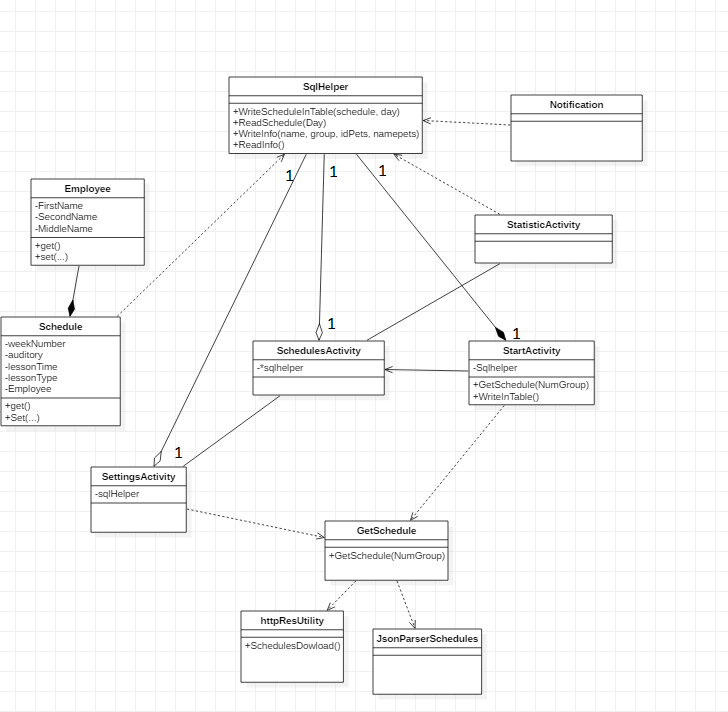 SqlHelper
+WriteScheduleInTable(schedule, day)
+ReadSchedule(Day)
+WriteInfo(name, group, idPets, namepets)
+ReadInfo()
Notification
1
1
1
Employee
-FirstName
-SecondName
-MiddleName
+get()
+set(...)
StatisticActivity
Schedule
-weekNumber
-auditory
-lessonTime
-lessonType
-Employee
+get()
+Set(...)
1
SchedulesActivity
-*sqlhelper
1
StartActivity
-Sqlhelper
+GetSchedule(NumGroup)
+WriteInTable()
1
SettingsActivity
-sqlHelper
GetSchedule
+GetSchedule(NumGroup)
httpResUtility
+SchedulesDowload()
JsonParserSchedules